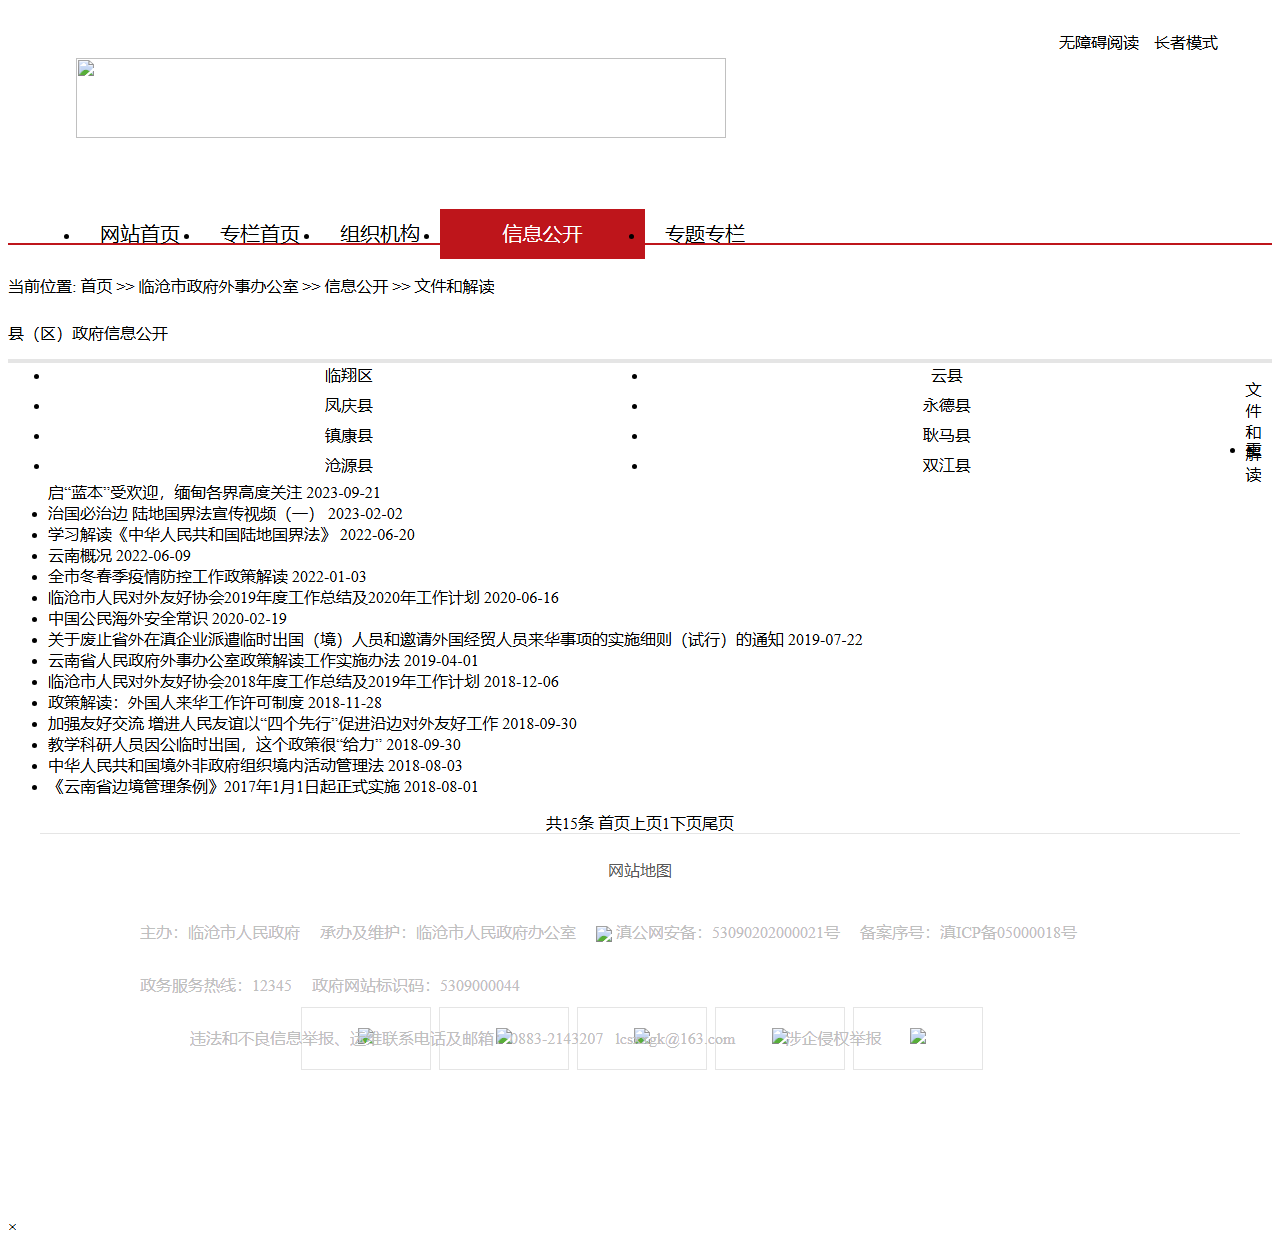 无障碍阅读 长者模式
网站首页 专栏首页 组织机构 信息公开 专题专栏
当前位置: 首页 >> 临沧市政府外事办公室 >> 信息公开 >> 文件和解读
县（区）政府信息公开
临翔区 云县
凤庆县 永德县
镇康县 耿马县
沧源县 双江县
文件和解读
启“蓝本”受欢迎，缅甸各界高度关注 2023-09-21
治国必治边 陆地国界法宣传视频（一） 2023-02-02
学习解读《中华人民共和国陆地国界法》 2022-06-20
云南概况 2022-06-09
全市冬春季疫情防控工作政策解读 2022-01-03
临沧市人民对外友好协会2019年度工作总结及2020年工作计划 2020-06-16
中国公民海外安全常识 2020-02-19
关于废止省外在滇企业派遣临时出国（境）人员和邀请外国经贸人员来华事项的实施细则（试行）的通知 2019-07-22
云南省人民政府外事办公室政策解读工作实施办法 2019-04-01
临沧市人民对外友好协会2018年度工作总结及2019年工作计划 2018-12-06
政策解读：外国人来华工作许可制度 2018-11-28
加强友好交流 增进人民友谊以“四个先行”促进沿边对外友好工作 2018-09-30
教学科研人员因公临时出国，这个政策很“给力” 2018-09-30
中华人民共和国境外非政府组织境内活动管理法 2018-08-03
《云南省边境管理条例》2017年1月1日起正式实施 2018-08-01
共15条 首页上页1下页尾页
网站地图
主办：临沧市人民政府 承办及维护：临沧市人民政府办公室 滇公网安备：53090202000021号 备案序号：滇ICP备05000018号
政务服务热线：12345 政府网站标识码：5309000044
违法和不良信息举报、运维联系电话及邮箱：0883-2143207 lcs@163.com 涉企侵权举报
×